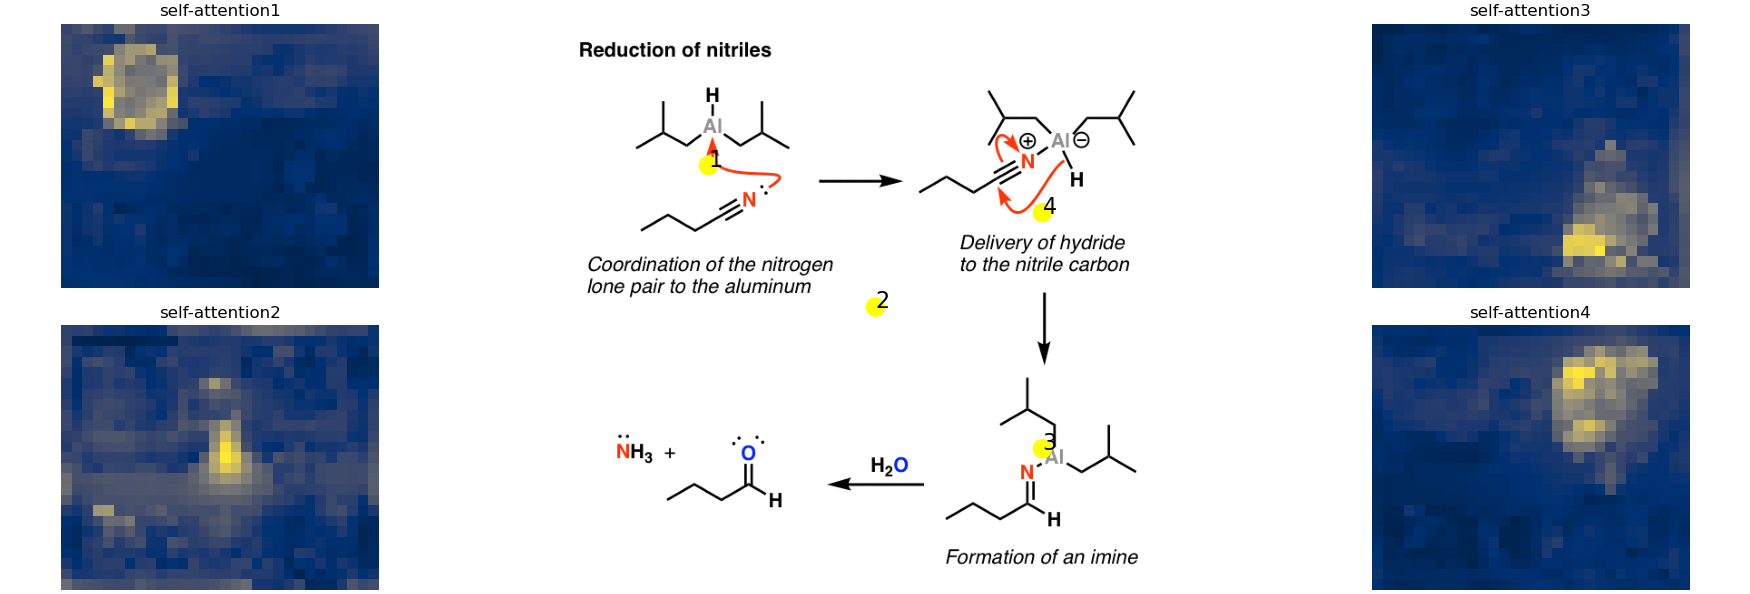 self-attention1
self-attention3
Reduction of nitriles
H
Al
1
N
Al
N
H
4
Coordination of the nitrogen
lone pair to the aluminum
Delivery of hydride
to the nitrile carbon
2
self-attention2
self-attention4
NH3 +
O
H
H2O
3
Al
N
H
Formation of an imine